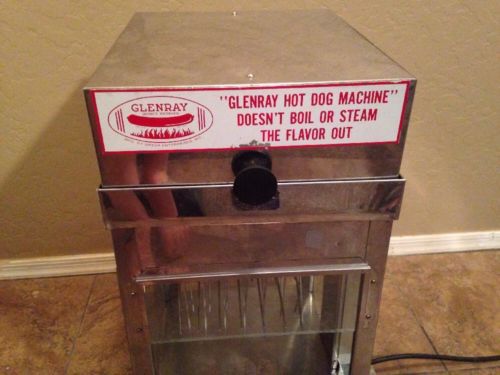 GLENRAY
"GLENRAY HOT DOG MACHINE"
DOESN'T BOIL OR STEAM
THE FLAVOR OUT